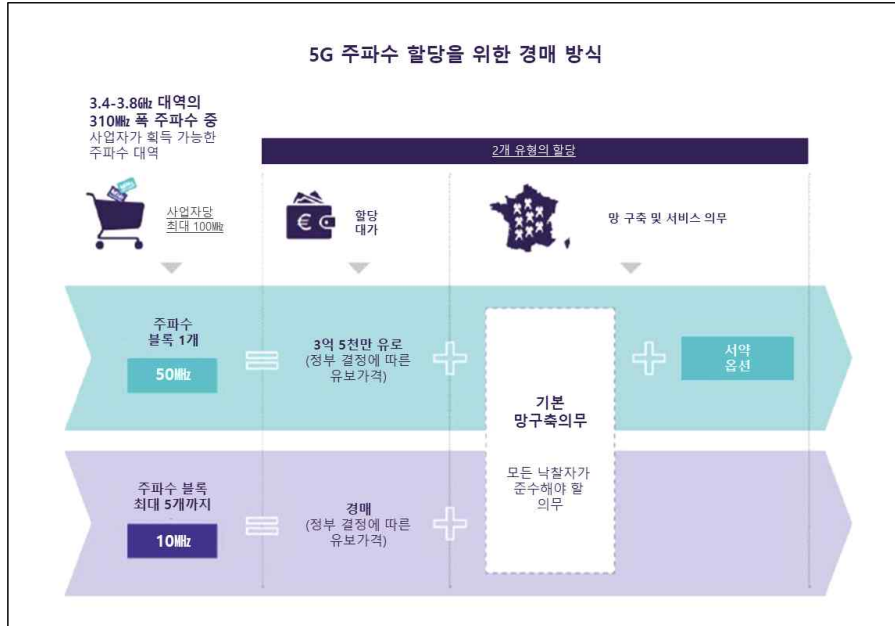 5G 주파수 할당을 위한 경매 방식
3.4-3.8㎓ 대역의
310㎒ 폭 주파수 중
사업자가 획득 가능한
주파수 대역
2개 유형의 할당
사업자당
최대 100㎒
할당
대가
망 구축 및 서비스 의무
주파수
블록 1개
50㎒
3억 5천만 유로
(정부 결정에 따른
유보가격)
서약
옵션
기본
망구축의무
모든 낙찰자가
준수해야 할
의무
주파수 블록
최대 5개까지
10㎒
경매
(정부 결정에 따른
유보가격)